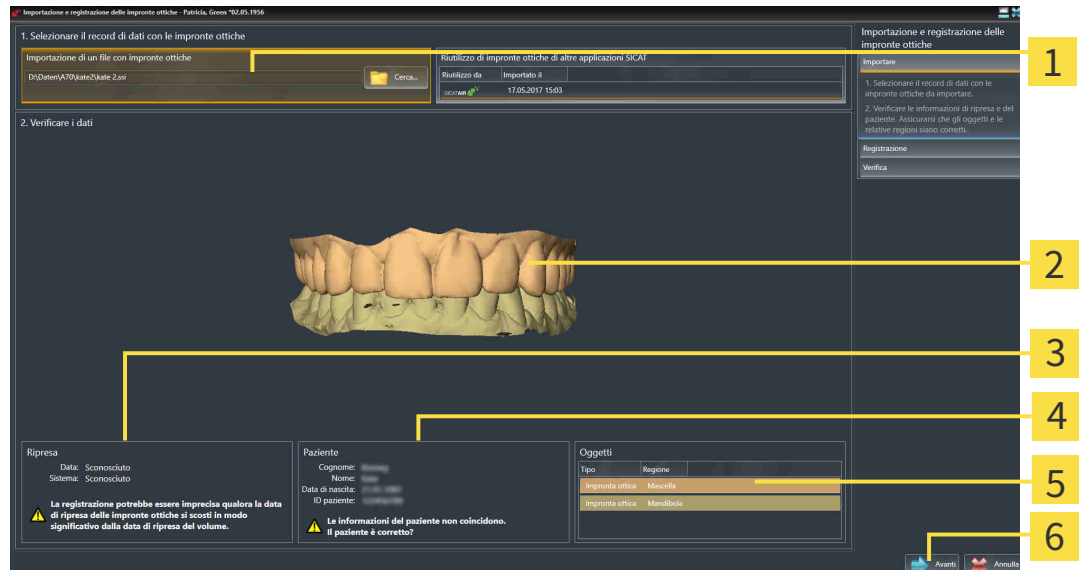 Importazione e registrazione delle impronte ottiche - Patricia, Green *02.05.1956
1. Selezionare il record di dati con le impronte ottiche
Importazione di un file con impronte ottiche
D:\Daten\A70\kate2\kate 2.ssi
Cerca...
Riutilizzo di impronte ottiche di altre applicazioni SICAT
Riutilizzo da Importato il
SICAT AIR 17.05.2017 15:03
2. Verificare i dati
Ripresa
Data: Sconosciuto
Sistema: Sconosciuto
La registrazione potrebbe essere imprecisa qualora la data
di ripresa delle impronte ottiche si scosti in modo
significativo dalla data di ripresa del volume.
Paziente
Cognome:
Nome:
Data di nascita:
ID paziente:
Le informazioni del paziente non coincidono.
Il paziente è corretto?
Oggetti
Tipo Regione
Impronta ottica Mascella
Impronta ottica Mandibola
Importazione e registrazione delle
impronte ottiche
Importare
1. Selezionare il record di dati con le
impronte ottiche da importare.
2. Verificare le informazioni di ripresa e del
paziente. Assicurarsi che gli oggetti e le
relative regioni siano corretti.
Registrazione
Verifica
Avanti
Annulla
1
2
3
4
5
6